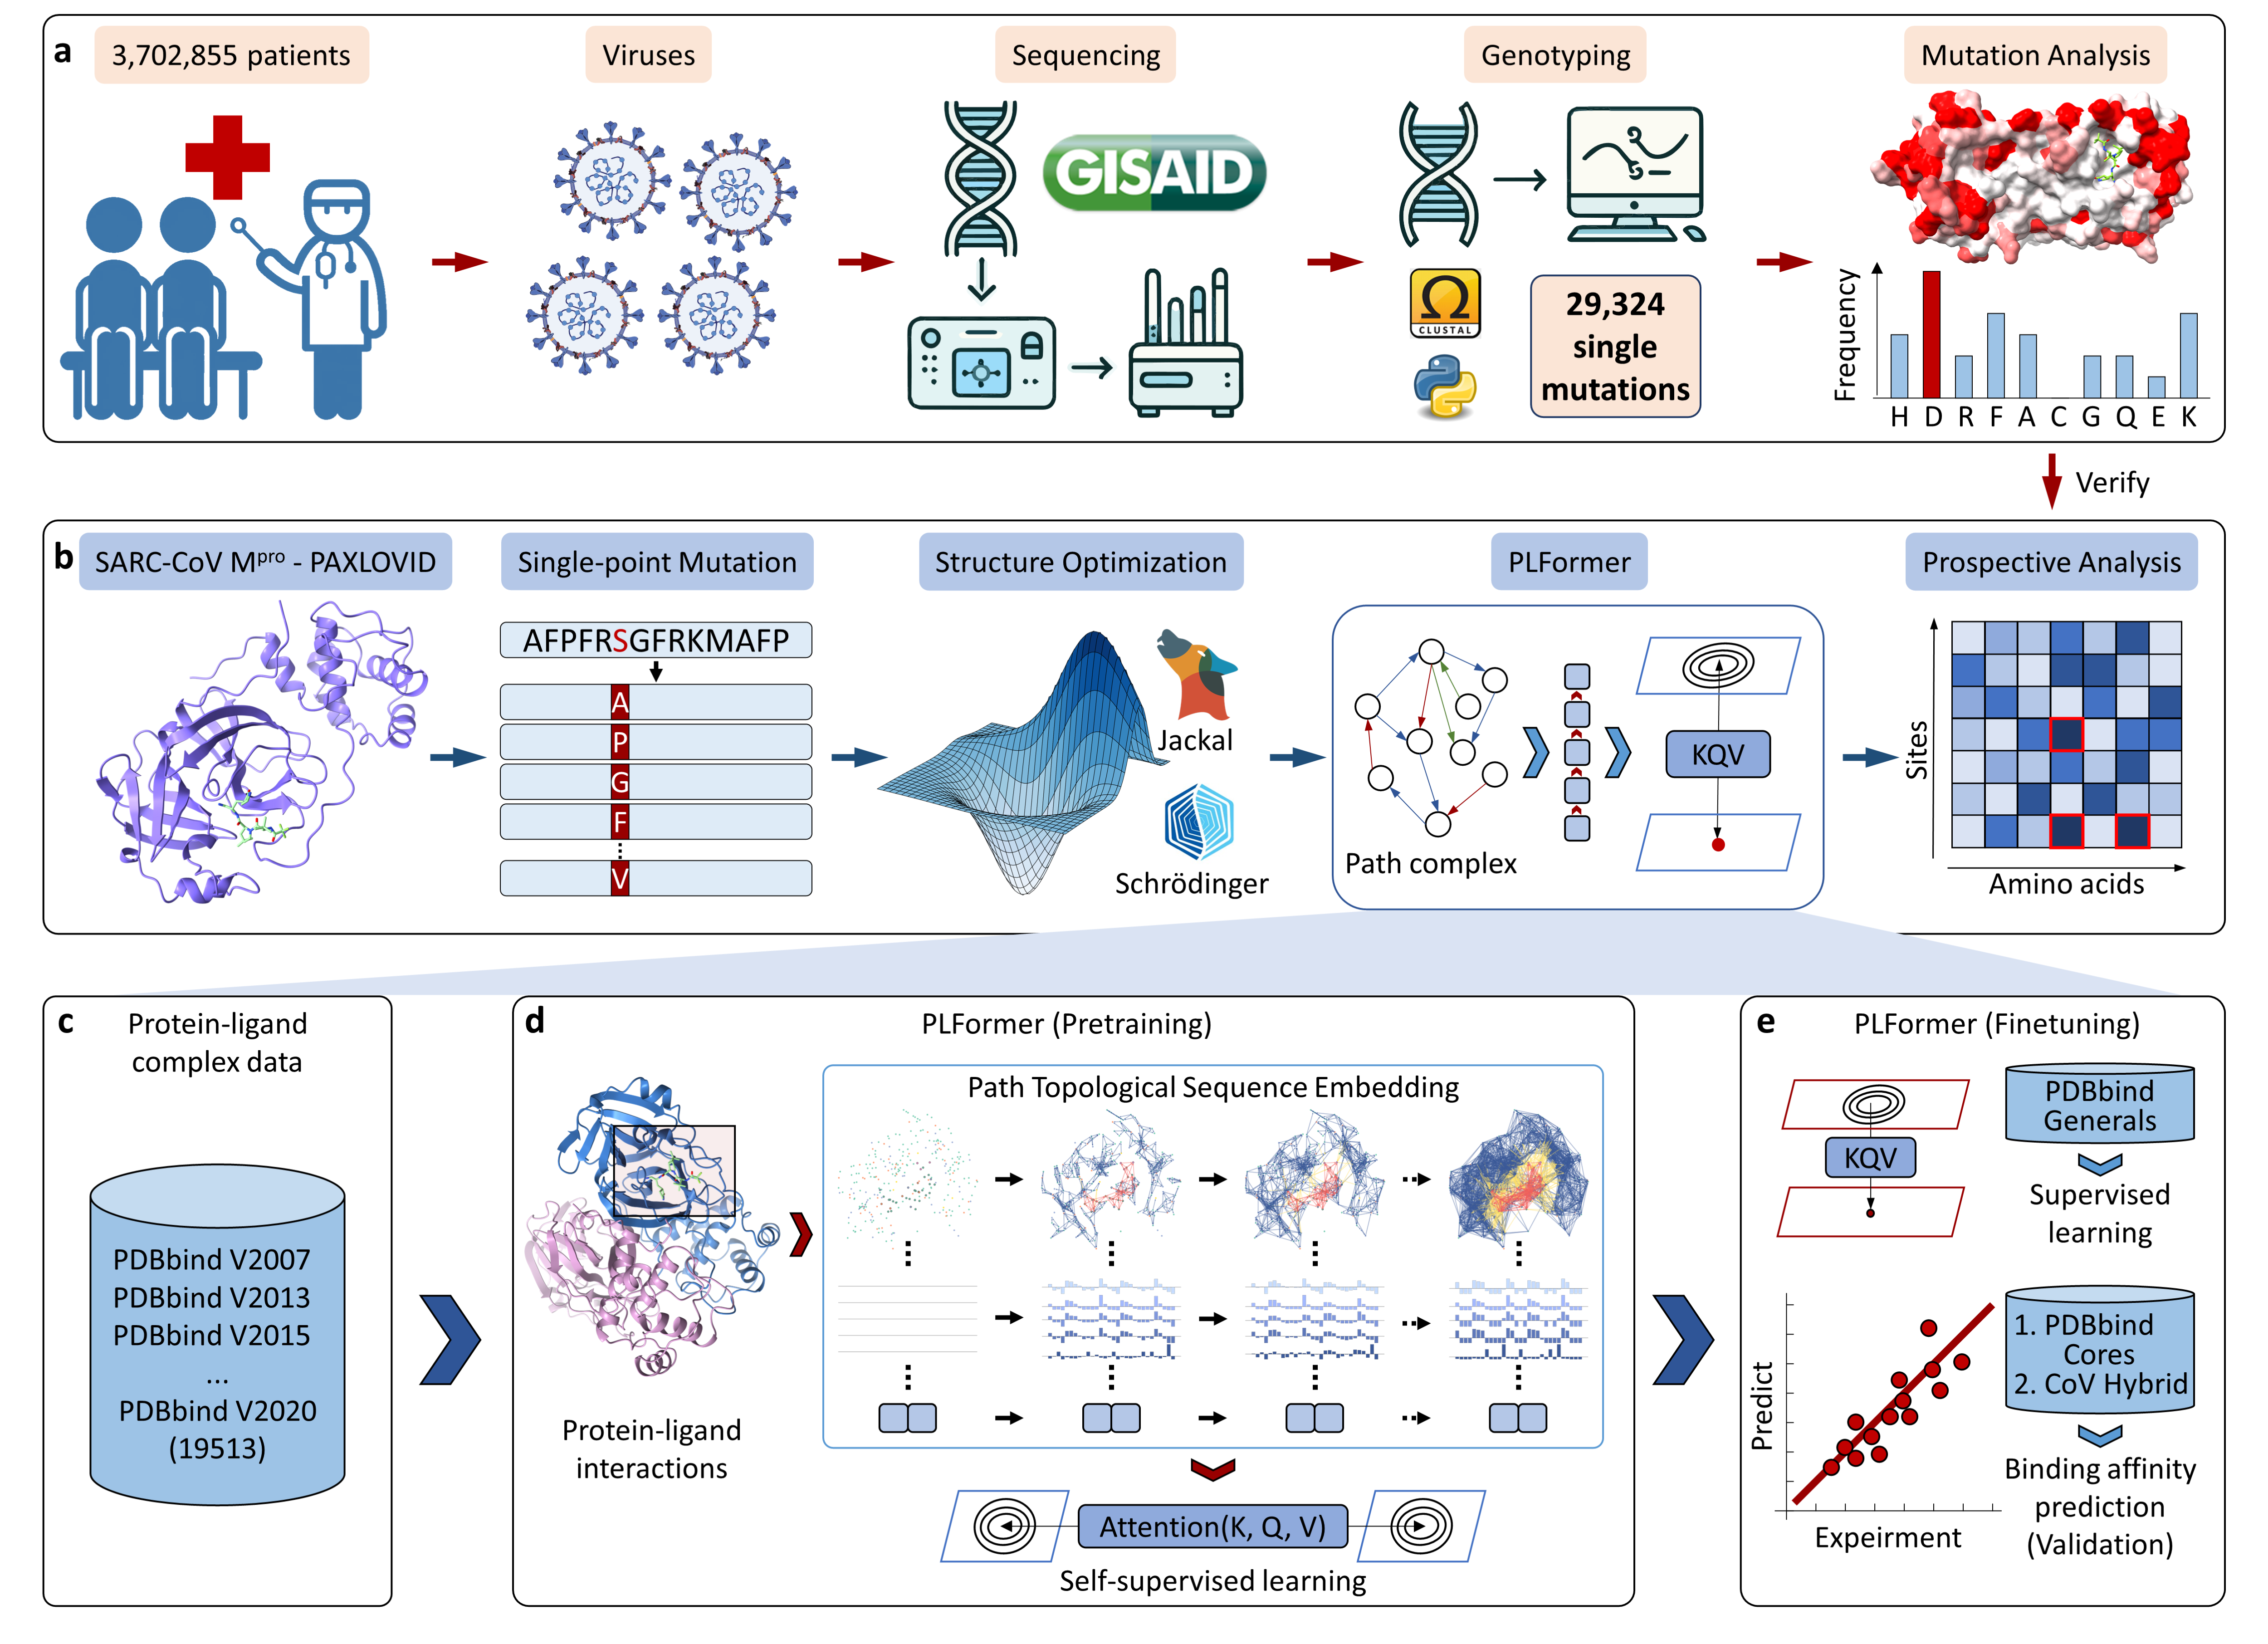 a
3,702,855 patients
Viruses
Sequencing
Genotyping
Mutation Analysis
GISAID
Ω
CLUSTAL
29,324
single
mutations
Frequency
H D R F A C G Q E K
Verify
b
SARC-CoV Mᵖʳᵒ - PAXLOVID
Single-point Mutation
Structure Optimization
PLFormer
Prospective Analysis
AFPFRSGFRKMAFP
A
P
G
F
V
Jackal
Schrödinger
Path complex
KQV
Sites
Amino acids
c
Protein-ligand
complex data
PDBbind V2007
PDBbind V2013
PDBbind V2015
...
PDBbind V2020
(19513)
d
PLFormer (Pretraining)
Protein-ligand
interactions
Path Topological Sequence Embedding
Attention(K, Q, V)
Self-supervised learning
e
PLFormer (Finetuning)
KQV
PDBbind
Generals
Supervised
learning
Predict
Expeirment
1. PDBbind
Cores
2. CoV Hybrid
Binding affinity
prediction
(Validation)